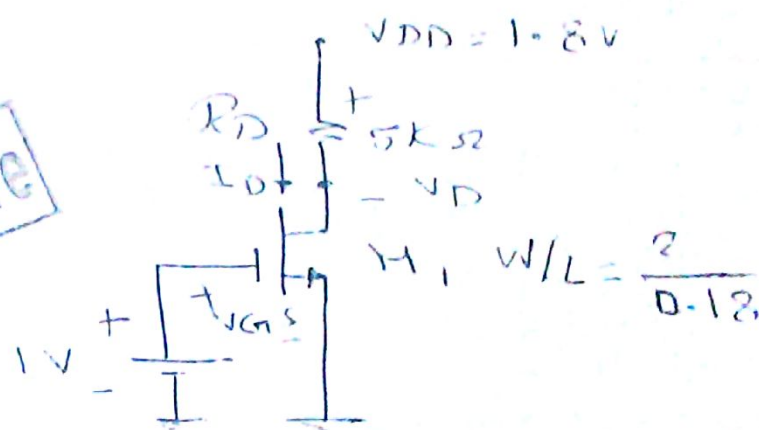 VDD = 1.8V
RD + 5KΩ
ID - VD
M1 W/L = 2/0.18
+ VGS
+
1V
-